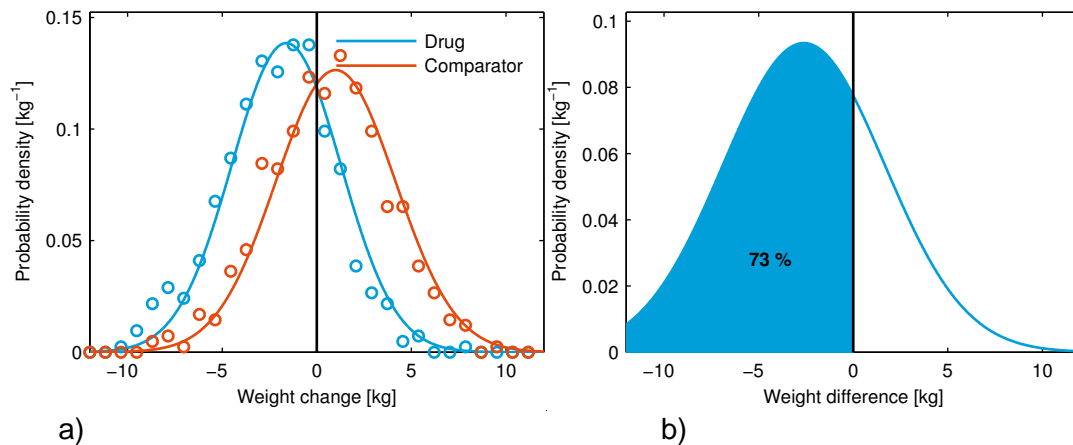 0.15
0.1
0.05
0
−10
−5
0
5
10
Probability density [kg⁻¹]
Weight change [kg]
Drug
Comparator
a)
0.1
0.08
0.06
0.04
0.02
0
−10
−5
0
5
10
Probability density [kg⁻¹]
Weight difference [kg]
73 %
b)